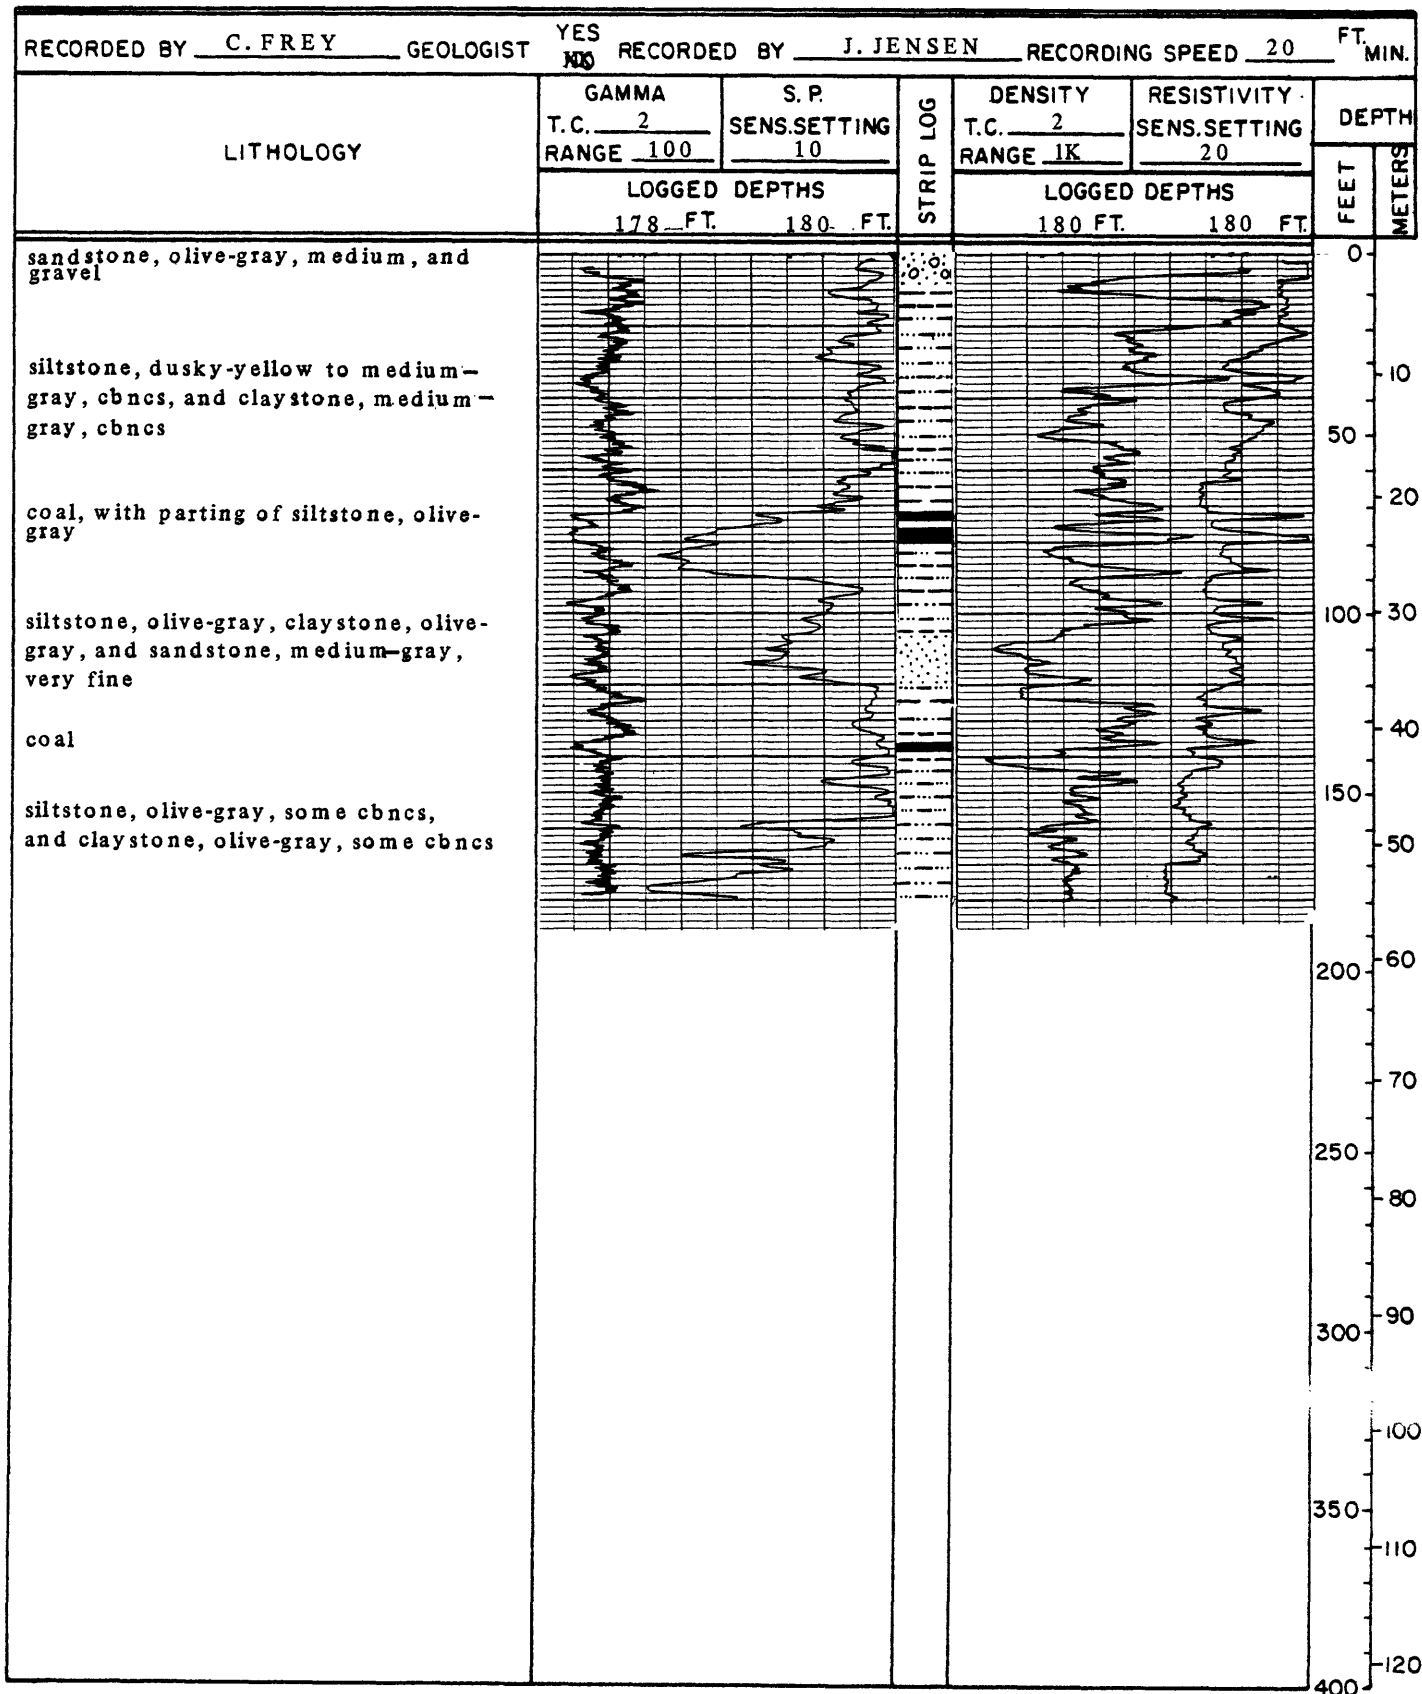 RECORDED BY C. FREY GEOLOGIST YES NO RECORDED BY J. JENSEN RECORDING SPEED 20 FT. MIN.
LITHOLOGY
GAMMA
T.C. 2
RANGE 100
S. P.
SENS.SETTING
10
LOGGED DEPTHS
178 FT. 180 FT.
STRIP LOG
DENSITY
T.C. 2
RANGE 1K
RESISTIVITY
SENS.SETTING
20
LOGGED DEPTHS
180 FT. 180 FT.
DEPTH
FEET
METERS
sandstone, olive-gray, medium, and
gravel
siltstone, dusky-yellow to medium-
gray, cbncs, and claystone, medium-
gray, cbncs
coal, with parting of siltstone, olive-
gray
siltstone, olive-gray, claystone, olive-
gray, and sandstone, medium-gray,
very fine
coal
siltstone, olive-gray, some cbncs,
and claystone, olive-gray, some cbncs
0
10
50
20
100 30
40
150
50
60
200
70
250
80
90
300
100
350
110
120
400